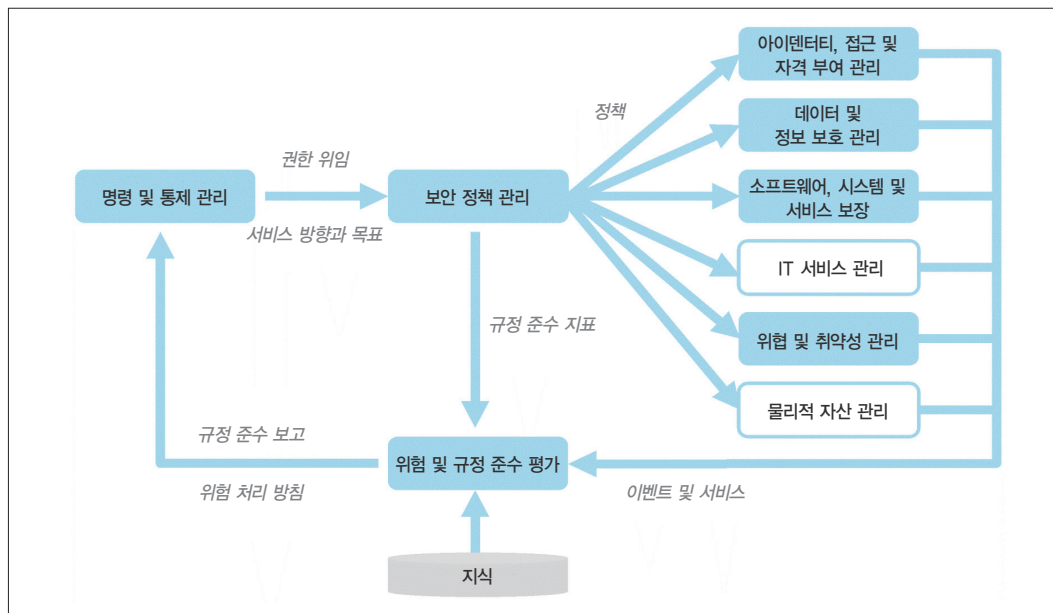 아이덴터티, 접근 및
자격 부여 관리
정책
데이터 및
정보 보호 관리
권한 위임
명령 및 통제 관리
보안 정책 관리
소프트웨어, 시스템 및
서비스 보장
서비스 방향과 목표
IT 서비스 관리
규정 준수 지표
위협 및 취약성 관리
물리적 자산 관리
규정 준수 보고
위험 및 규정 준수 평가
위험 처리 방침
이벤트 및 서비스
지식